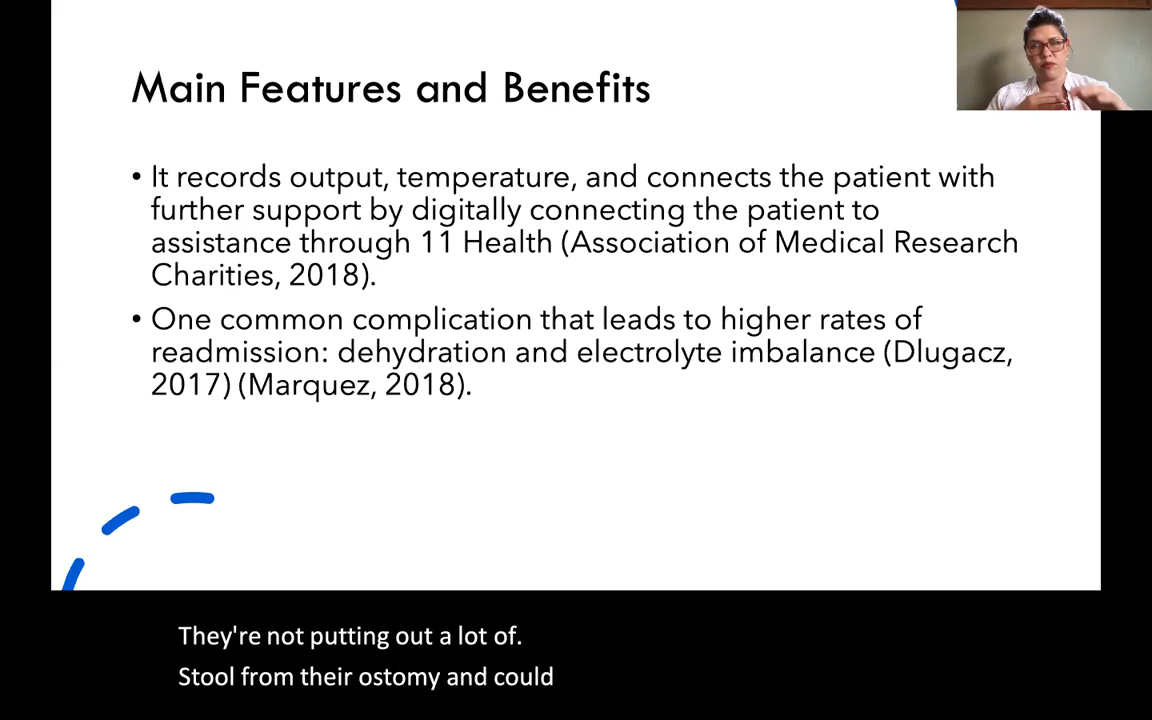 Main Features and Benefits
• It records output, temperature, and connects the patient with
further support by digitally connecting the patient to
assistance through 11 Health (Association of Medical Research
Charities, 2018).
• One common complication that leads to higher rates of
readmission: dehydration and electrolyte imbalance (Dlugacz,
2017) (Marquez, 2018).
They're not putting out a lot of.
Stool from their ostomy and could